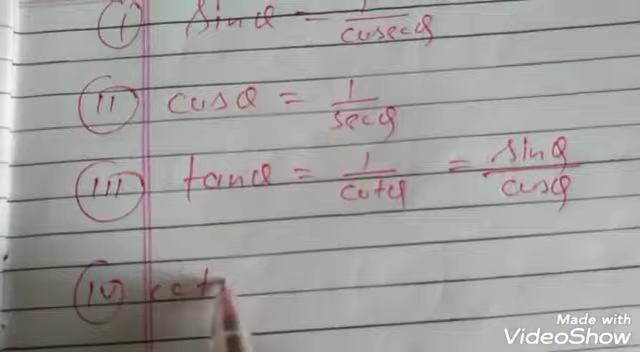 (i) sinθ = 1/cosecθ
(ii) cosθ = 1/secθ
(iii) tanθ = 1/cotθ = sinθ/cosθ
(iv) cot
Made with
VideoShow